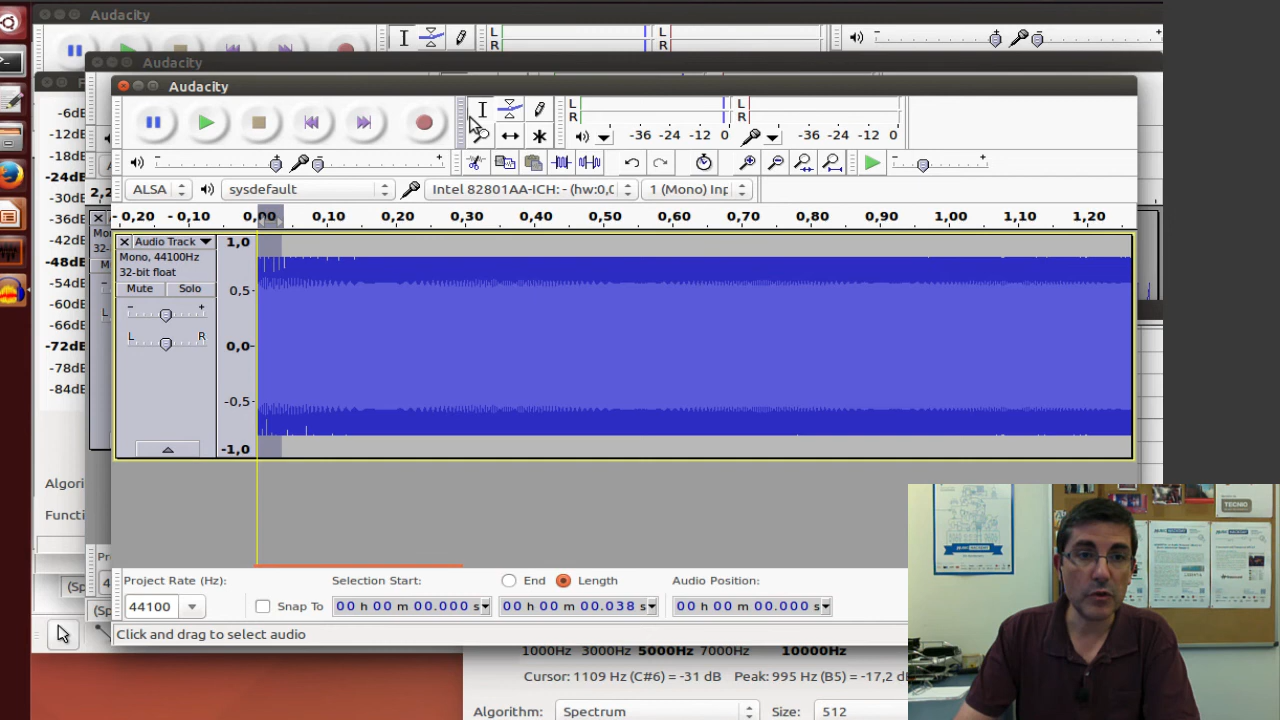 Audacity
L
R
L
R
Audacity
Audacity
-6dB
-12dB
-18dB
-24dB
-30dB
-36dB
-42dB
-48dB
-54dB
-60dB
-66dB
-72dB
-78dB
-84dB
L
R
-36 -24 -12 0
L
R
-36 -24 -12 0
ALSA
sysdefault
Intel 82801AA-ICH: - (hw:0,0
1 (Mono) Inp
- 0,20 - 0,10 0,00 0,10 0,20 0,30 0,40 0,50 0,60 0,70 0,80 0,90 1,00 1,10 1,20
Audio Track
Mono, 44100Hz
32-bit float
Mute Solo
- +
L R
1,0
0,5
0,0
-0,5
-1,0
Project Rate (Hz):
44100
Snap To
Selection Start:
00 h 00 m 00.000 s
End Length
00 h 00 m 00.038 s
Audio Position:
00 h 00 m 00.000 s
Click and drag to select audio
1000Hz 3000Hz 5000Hz 7000Hz 10000Hz
Cursor: 1109 Hz (C#6) = -31 dB Peak: 995 Hz (B5) = -17,2 d
Algorithm: Spectrum Size: 512
TECNIO